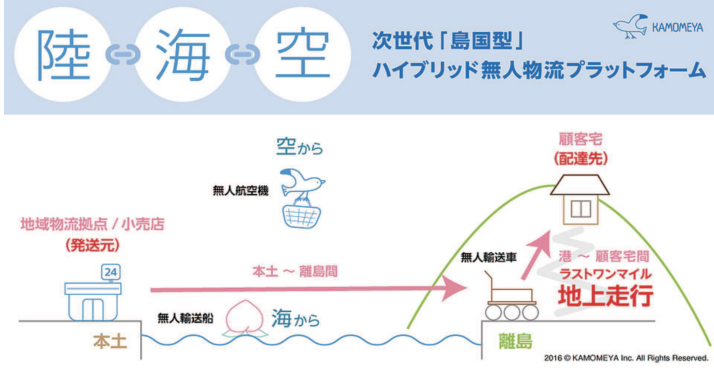 陸 海 空
次世代「島国型」
ハイブリッド無人物流プラットフォーム
KAMOMEYA
空から
無人航空機
顧客宅
(配達先)
地域物流拠点 / 小売店
(発送元)
24
本土 〜 離島間
無人輸送車
港 〜 顧客宅間
ラストワンマイル
地上走行
無人輸送船
海から
本土
離島
2016 © KAMOMEYA Inc. All Rights Reserved.